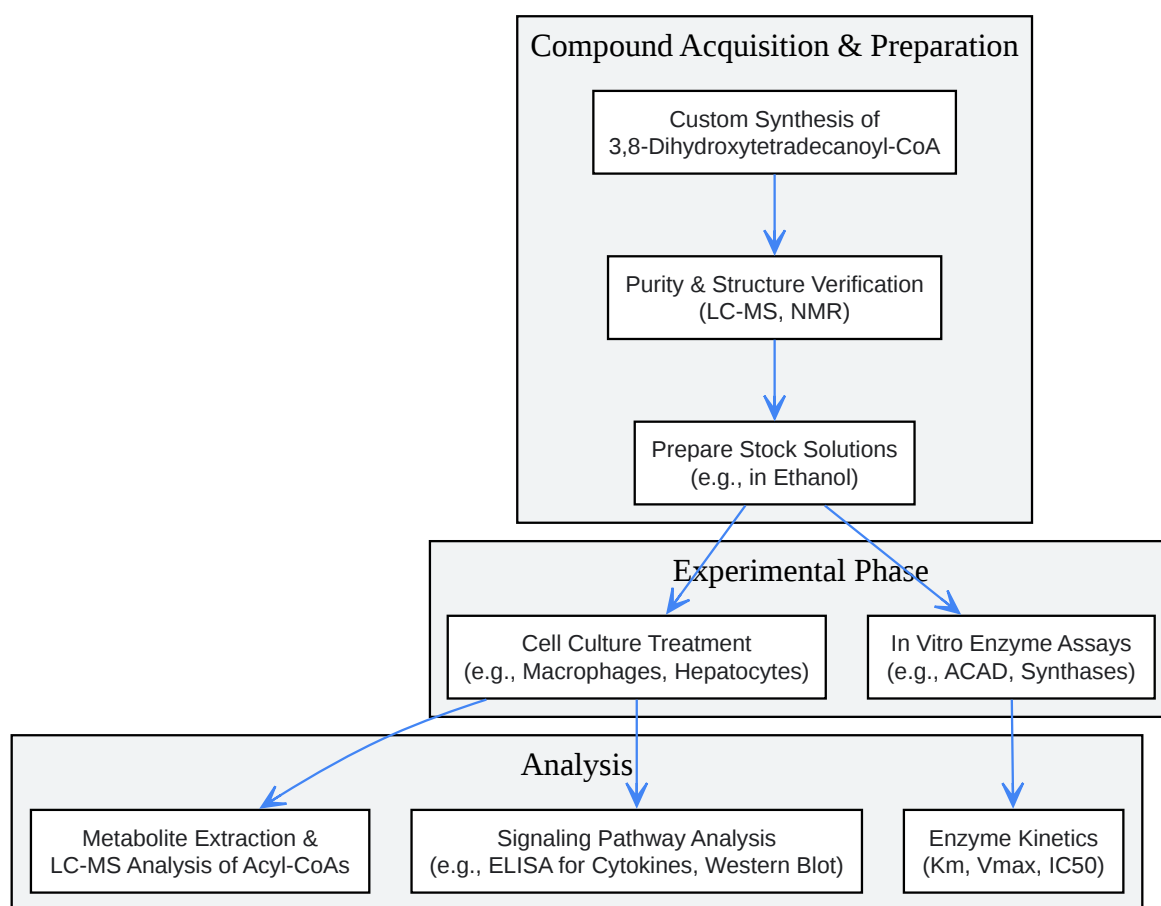 Compound Acquisition & Preparation
Custom Synthesis of
3,8-Dihydroxytetradecanoyl-CoA
Purity & Structure Verification
(LC-MS, NMR)
Prepare Stock Solutions
(e.g., in Ethanol)
Experimental Phase
Cell Culture Treatment
(e.g., Macrophages, Hepatocytes)
In Vitro Enzyme Assays
(e.g., ACAD, Synthases)
Analysis
Metabolite Extraction &
LC-MS Analysis of Acyl-CoAs
Signaling Pathway Analysis
(e.g., ELISA for Cytokines, Western Blot)
Enzyme Kinetics
(Km, Vmax, IC50)